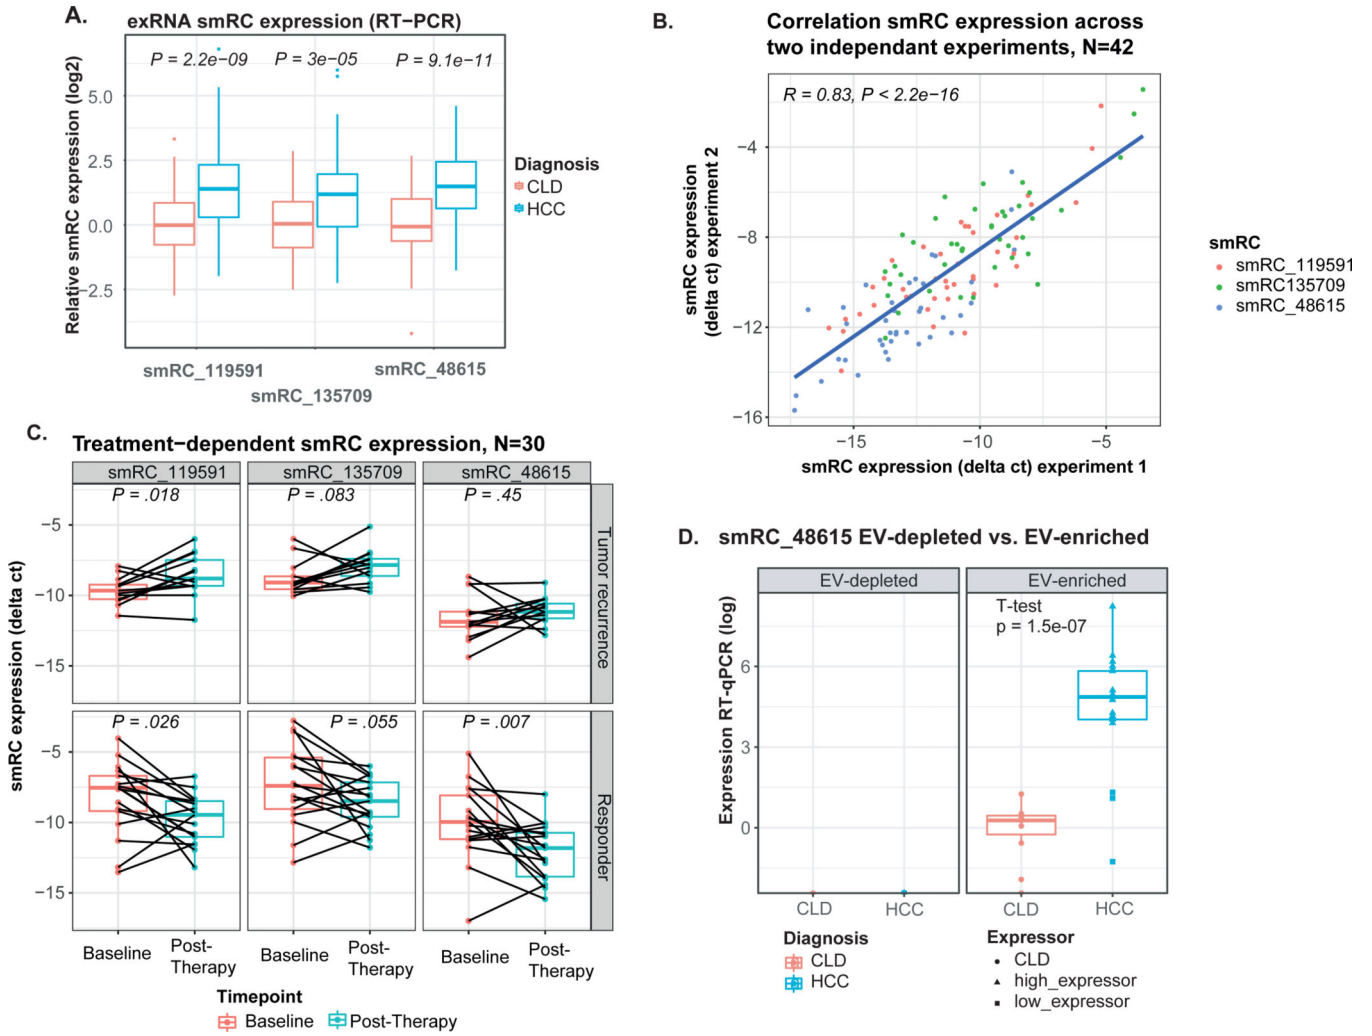 A.
exRNA smRC expression (RT-PCR)
P = 2.2e-09
P = 3e-05
P = 9.1e-11
Relative smRC expression (log2)
5.0
2.5
0.0
−2.5
smRC_119591
smRC_135709
smRC_48615
Diagnosis
CLD
HCC
B.
Correlation smRC expression across
two independant experiments, N=42
R = 0.83, P < 2.2e−16
smRC expression
(delta ct) experiment 2
−4
−8
−12
−16
−15
−10
−5
smRC expression (delta ct) experiment 1
smRC
smRC_119591
smRC135709
smRC_48615
C.
Treatment−dependent smRC expression, N=30
smRC_119591
smRC_135709
smRC_48615
P = .018
P = .083
P = .45
Tumor recurrence
−5
−10
−15
smRC expression (delta ct)
P = .026
P = .055
P = .007
Responder
−5
−10
−15
Baseline
Post-
Therapy
Baseline
Post-
Therapy
Baseline
Post-
Therapy
Timepoint
Baseline
Post-Therapy
D.
smRC_48615 EV-depleted vs. EV-enriched
EV-depleted
EV-enriched
T-test
p = 1.5e-07
Expression RT-qPCR (log)
6
3
0
CLD
HCC
CLD
HCC
Diagnosis
CLD
HCC
Expressor
CLD
high_expressor
low_expressor